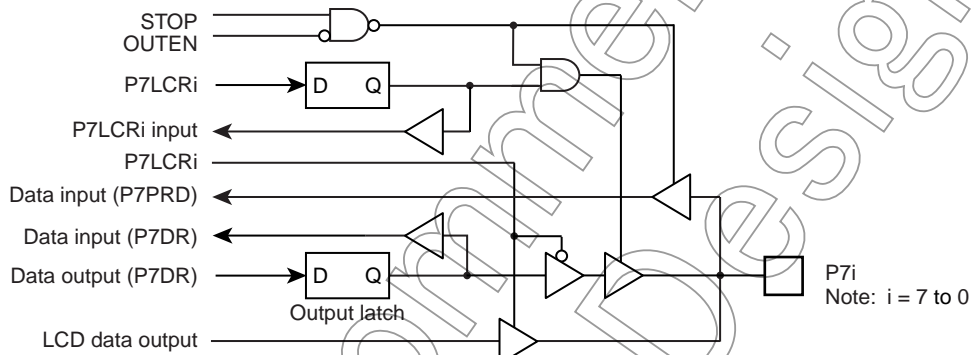 STOP
OUTEN
P7LCRi
D Q
P7LCRi input
P7LCRi
Data input (P7PRD)
Data input (P7DR)
Data output (P7DR)
D Q
Output latch
P7i
Note: i = 7 to 0
LCD data output